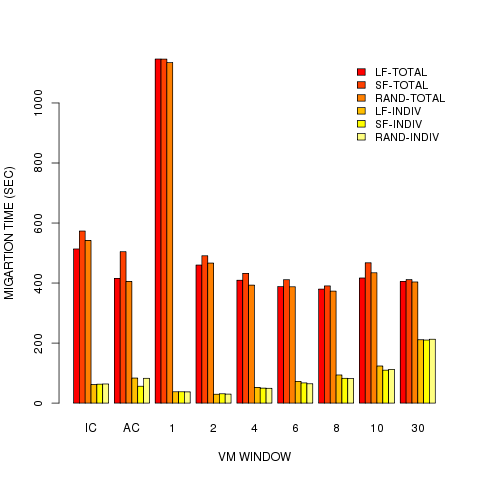 LF-TOTAL
SF-TOTAL
RAND-TOTAL
LF-INDIV
SF-INDIV
RAND-INDIV
MIGARTION TIME (SEC)
1000
800
600
400
200
0
IC AC 1 2 4 6 8 10 30
VM WINDOW